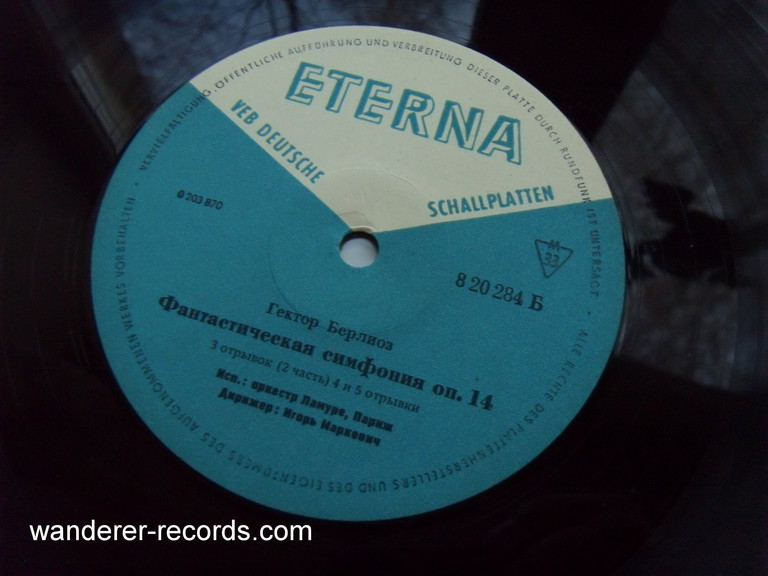 ALLE RECHTE DES PLATTENHERSTELLERS UND DES EIGENTÜMERS DES AUFGENOMMENEN WERKES VORBEHALTEN · VERVIELFÄLTIGUNG, ÖFFENTLICHE AUFFÜHRUNG UND VERBREITUNG DIESER PLATTE DURCH RUNDFUNK IST UNTERSAGT ·
ETERNA
VEB DEUTSCHE
SCHALLPLATTEN
203 870
M
33
8 20 284 Б
Гектор Берлиоз
Фантастическая симфония оп. 14
3 отрывок (2 часть) 4 и 5 отрывки
Исп.: оркестр Ламуре, Париж
Дирижер: Игорь Маркевич
wanderer-records.com